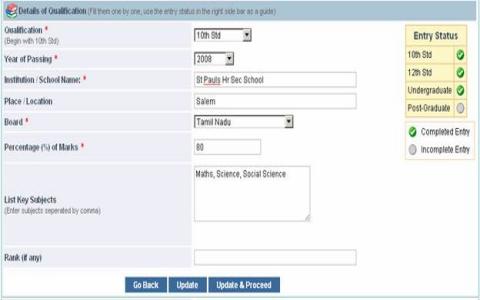 Details of Qualification (Fill them one by one, use the entry status in the right side bar as a guide)
Qualification *
(Begin with 10th Std)
10th Std
Year of Passing *
2008
Institution / School Name: *
St Pauls Hr Sec School
Place / Location
Salem
Board *
Tamil Nadu
Percentage (%) of Marks *
80
List Key Subjects
(Enter subjects seperated by comma)
Maths, Science, Social Science
Rank (if any)
Go Back Update Update & Proceed
Entry Status
10th Std
12th Std
Undergraduate
Post-Graduate
Completed Entry
Incomplete Entry